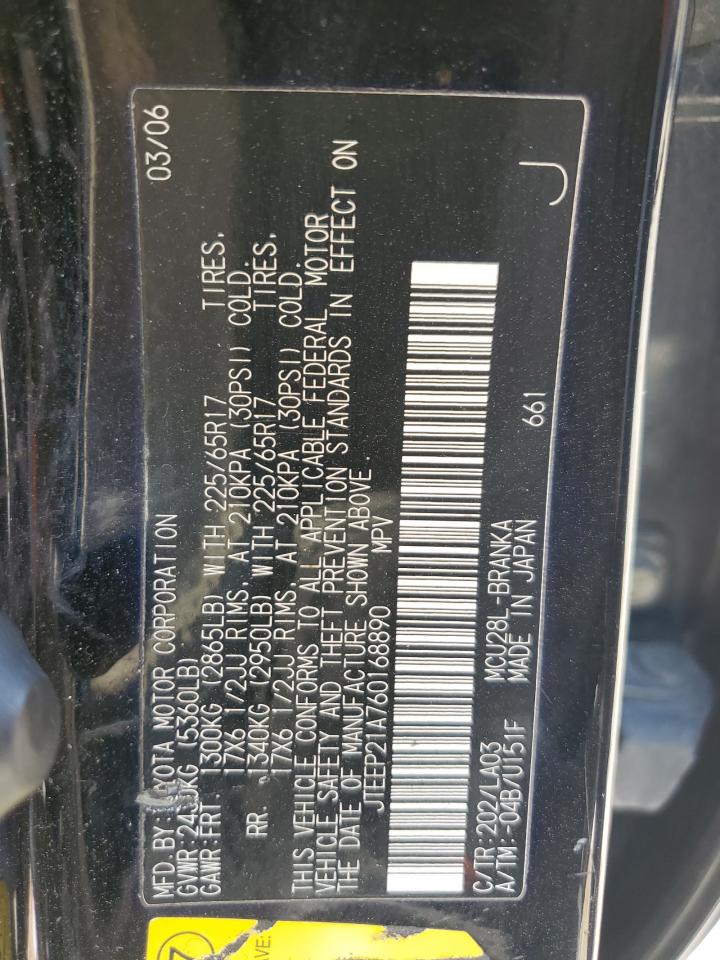 MFD. BY: TOYOTA MOTOR CORPORATION 03/06
GVWR: (5360LB)
GAWR:FRT. 1300KG (2865LB) WITH 225/65R17 TIRES,
17X6 1/2JJ RIMS, AT 210KPA (30PSI) COLD.
RR. 1340KG (2950LB) WITH 225/65R17 TIRES,
17X6 1/2JJ RIMS, AT 210KPA (30PSI) COLD.
THIS VEHICLE CONFORMS TO ALL APPLICABLE FEDERAL MOTOR
VEHICLE SAFETY AND THEFT PREVENTION STANDARDS IN EFFECT ON
THE DATE OF MANUFACTURE SHOWN ABOVE.
JTEEP21A760168890 MPV
C/TR:202/LA03 MCU28L-BRANKA 661
A/TM:-04B/U151F MADE IN JAPAN J
7
AVE: